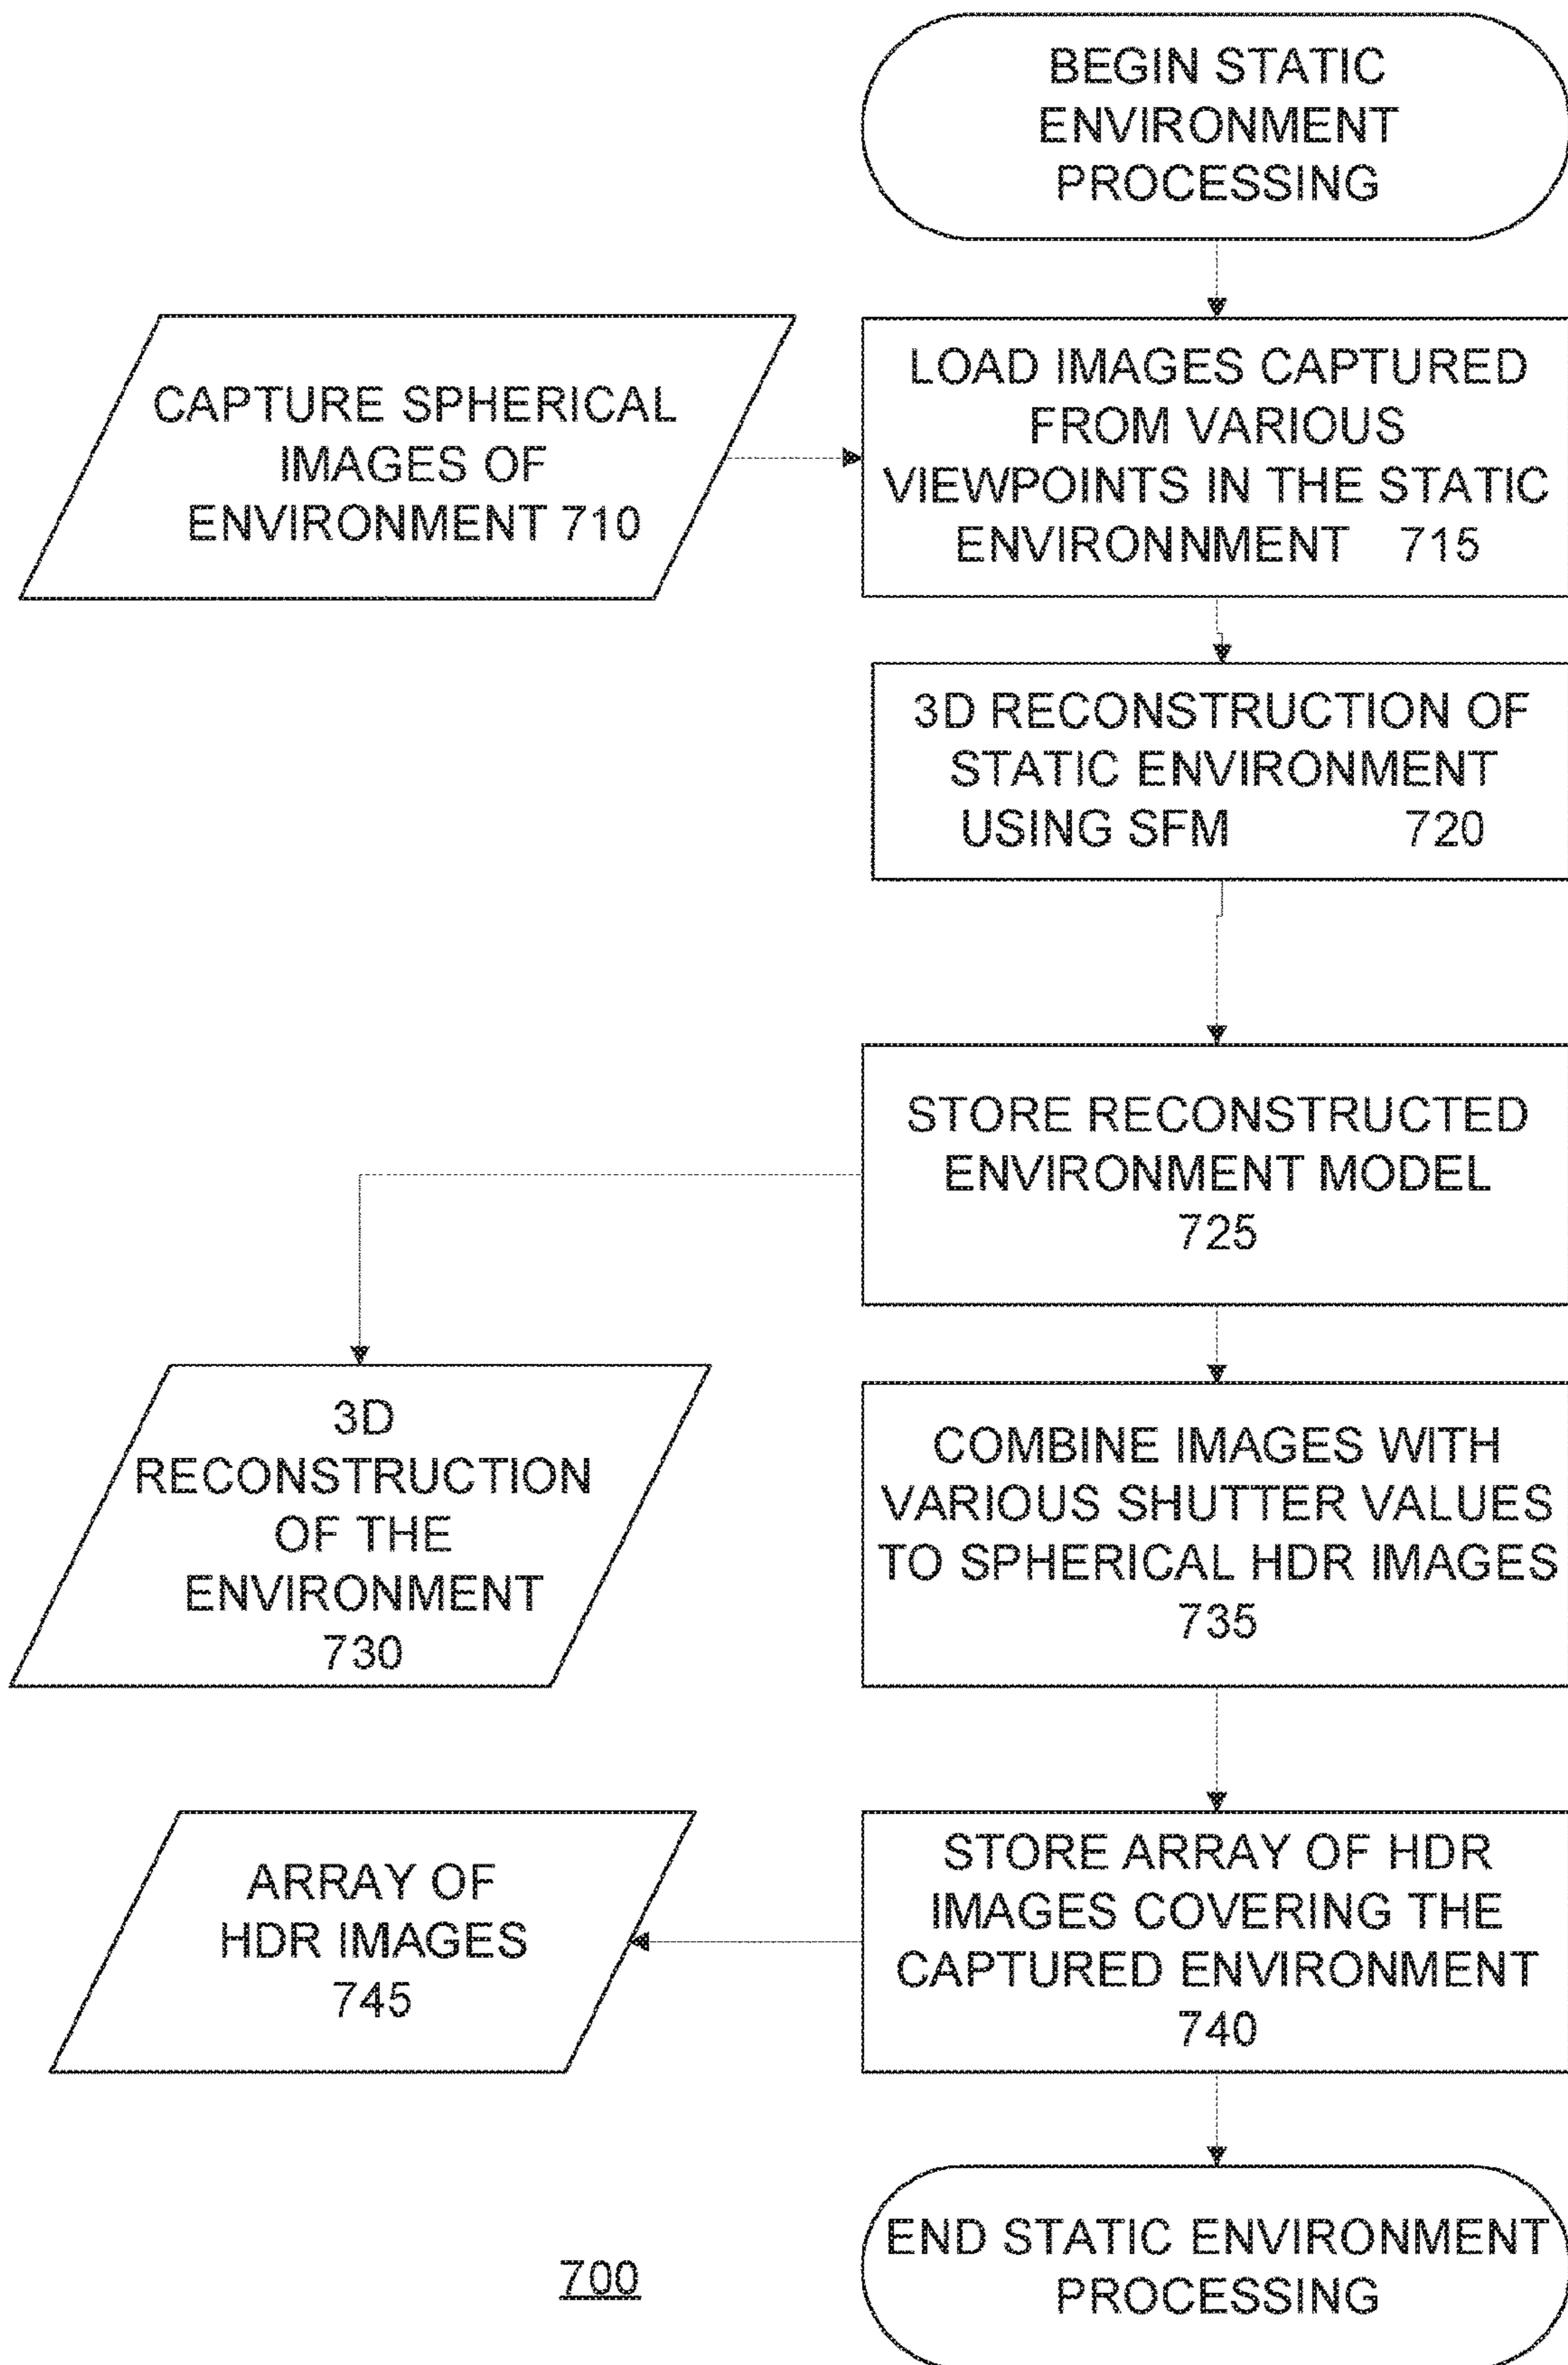 BEGIN STATIC
ENVIRONMENT
PROCESSING
CAPTURE SPHERICAL
IMAGES OF
ENVIRONMENT 710
LOAD IMAGES CAPTURED
FROM VARIOUS
VIEWPOINTS IN THE STATIC
ENVIRONNMENT 715
3D RECONSTRUCTION OF
STATIC ENVIRONMENT
USING SFM 720
STORE RECONSTRUCTED
ENVIRONMENT MODEL
725
3D
RECONSTRUCTION
OF THE
ENVIRONMENT
730
COMBINE IMAGES WITH
VARIOUS SHUTTER VALUES
TO SPHERICAL HDR IMAGES
735
STORE ARRAY OF HDR
IMAGES COVERING THE
CAPTURED ENVIRONMENT
740
ARRAY OF
HDR IMAGES
745
END STATIC ENVIRONMENT
PROCESSING
700